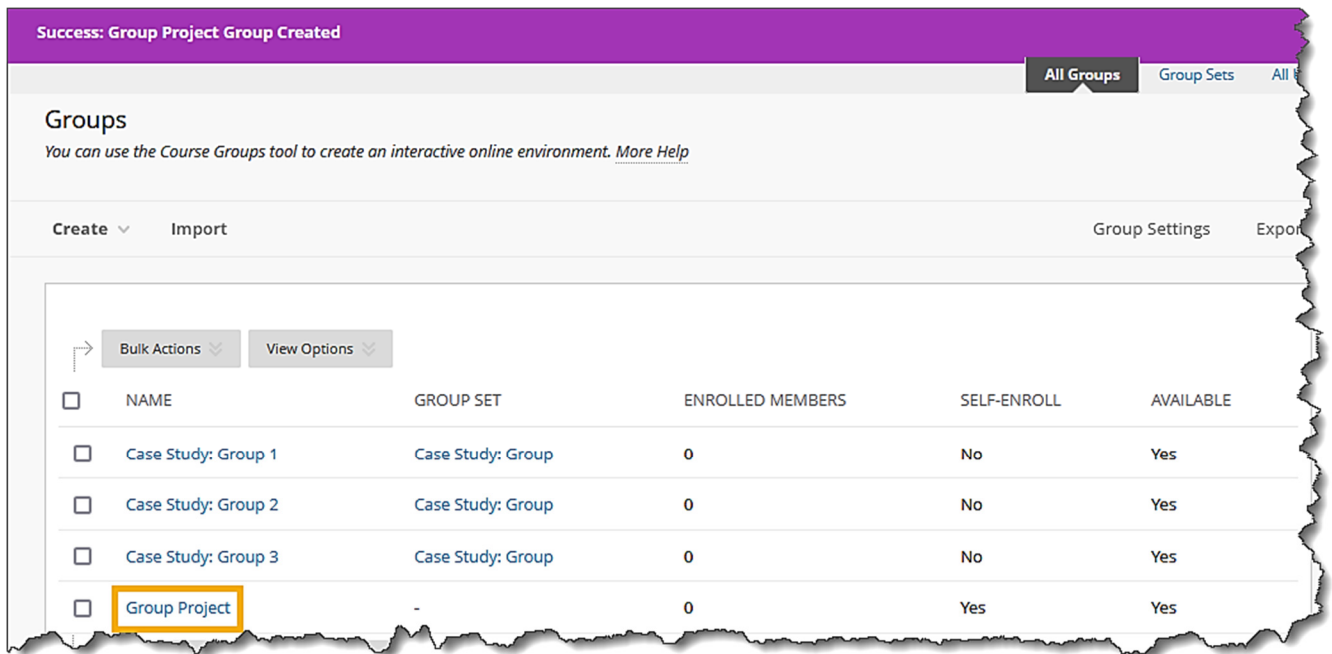 Success: Group Project Group Created
All Groups Group Sets All
Groups
You can use the Course Groups tool to create an interactive online environment. More Help
Create Import Group Settings
Bulk Actions View Options
NAME GROUP SET ENROLLED MEMBERS SELF-ENROLL AVAILABLE
Case Study: Group 1 Case Study: Group 0 No Yes
Case Study: Group 2 Case Study: Group 0 No Yes
Case Study: Group 3 Case Study: Group 0 No Yes
Group Project - 0 Yes Yes